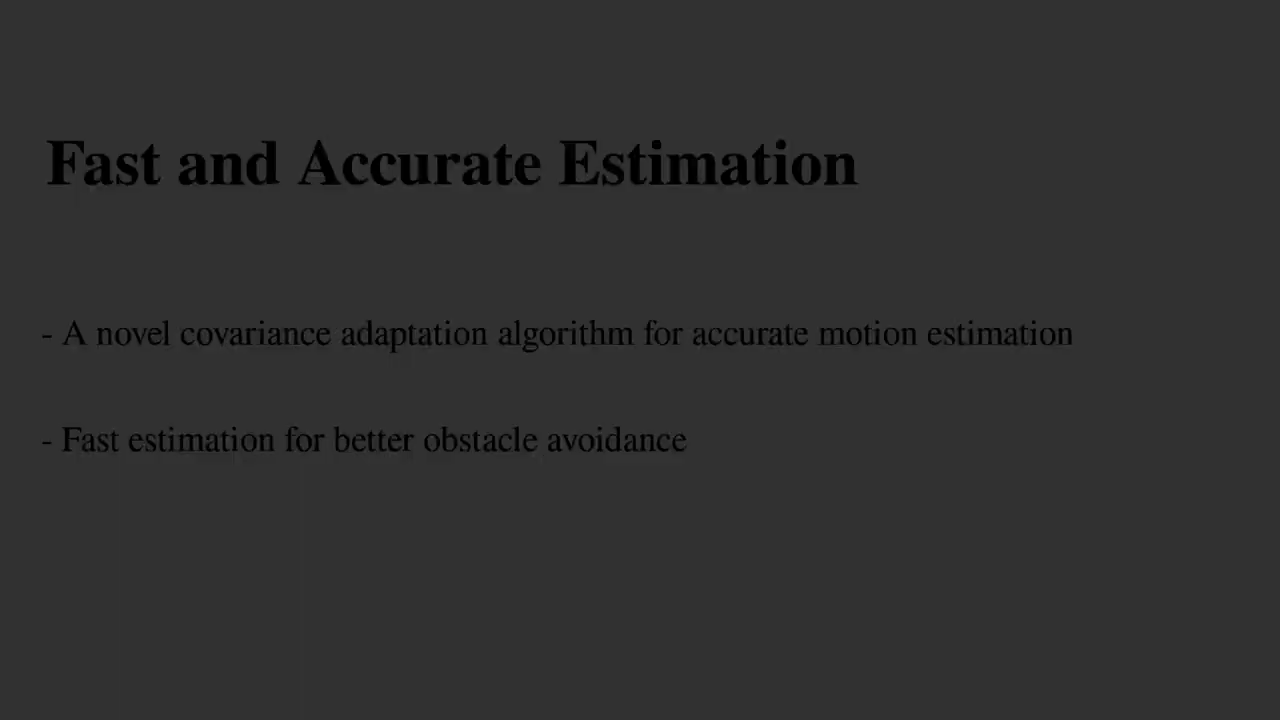 Fast and Accurate Estimation
- A novel covariance adaptation algorithm for accurate motion estimation
- Fast estimation for better obstacle avoidance